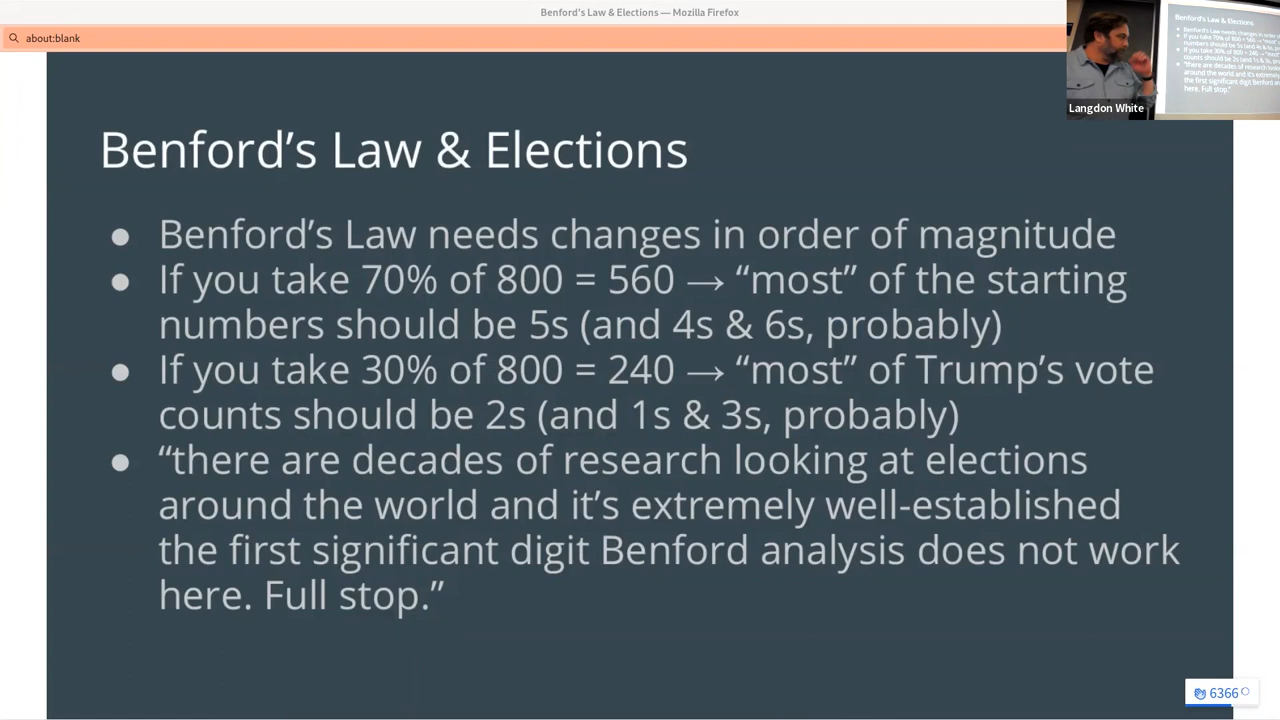 Benford's Law & Elections — Mozilla Firefox
about:blank
Langdon White
Benford’s Law & Elections
● Benford’s Law needs changes in order of magnitude
● If you take 70% of 800 = 560 → “most” of the starting
numbers should be 5s (and 4s & 6s, probably)
● If you take 30% of 800 = 240 → “most” of Trump’s vote
counts should be 2s (and 1s & 3s, probably)
● “there are decades of research looking at elections
around the world and it’s extremely well-established
the first significant digit Benford analysis does not work
here. Full stop.”
6366